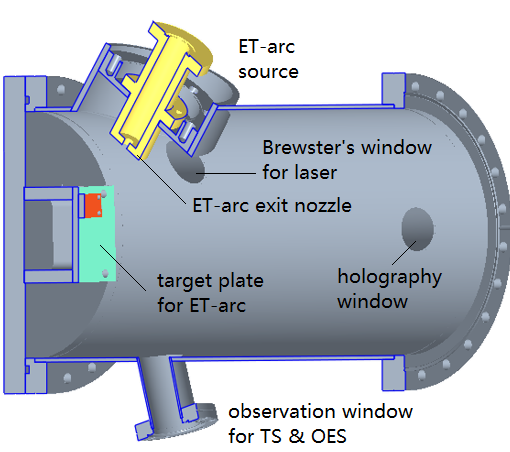 ET-arc
source
Brewster's window
for laser
ET-arc exit nozzle
target plate
for ET-arc
holography
window
observation window
for TS & OES